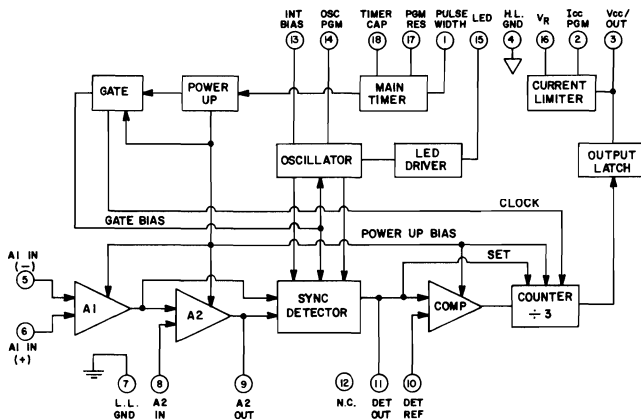 INT BIAS
OSC PGM
TIMER CAP
PGM RES
PULSE WIDTH
LED
H.L. GND
VR
ICC PGM
VCC/ OUT
13
14
18
17
1
15
4
16
2
3
GATE
POWER UP
MAIN TIMER
CURRENT LIMITER
OSCILLATOR
LED DRIVER
OUTPUT LATCH
CLOCK
GATE BIAS
POWER UP BIAS
SET
A1 IN (−)
5
A1
A2
SYNC DETECTOR
COMP
COUNTER ÷ 3
6
A1 IN (+)
7
8
9
12
11
10
L.L. GND
A2 IN
A2 OUT
N.C.
DET OUT
DET REF